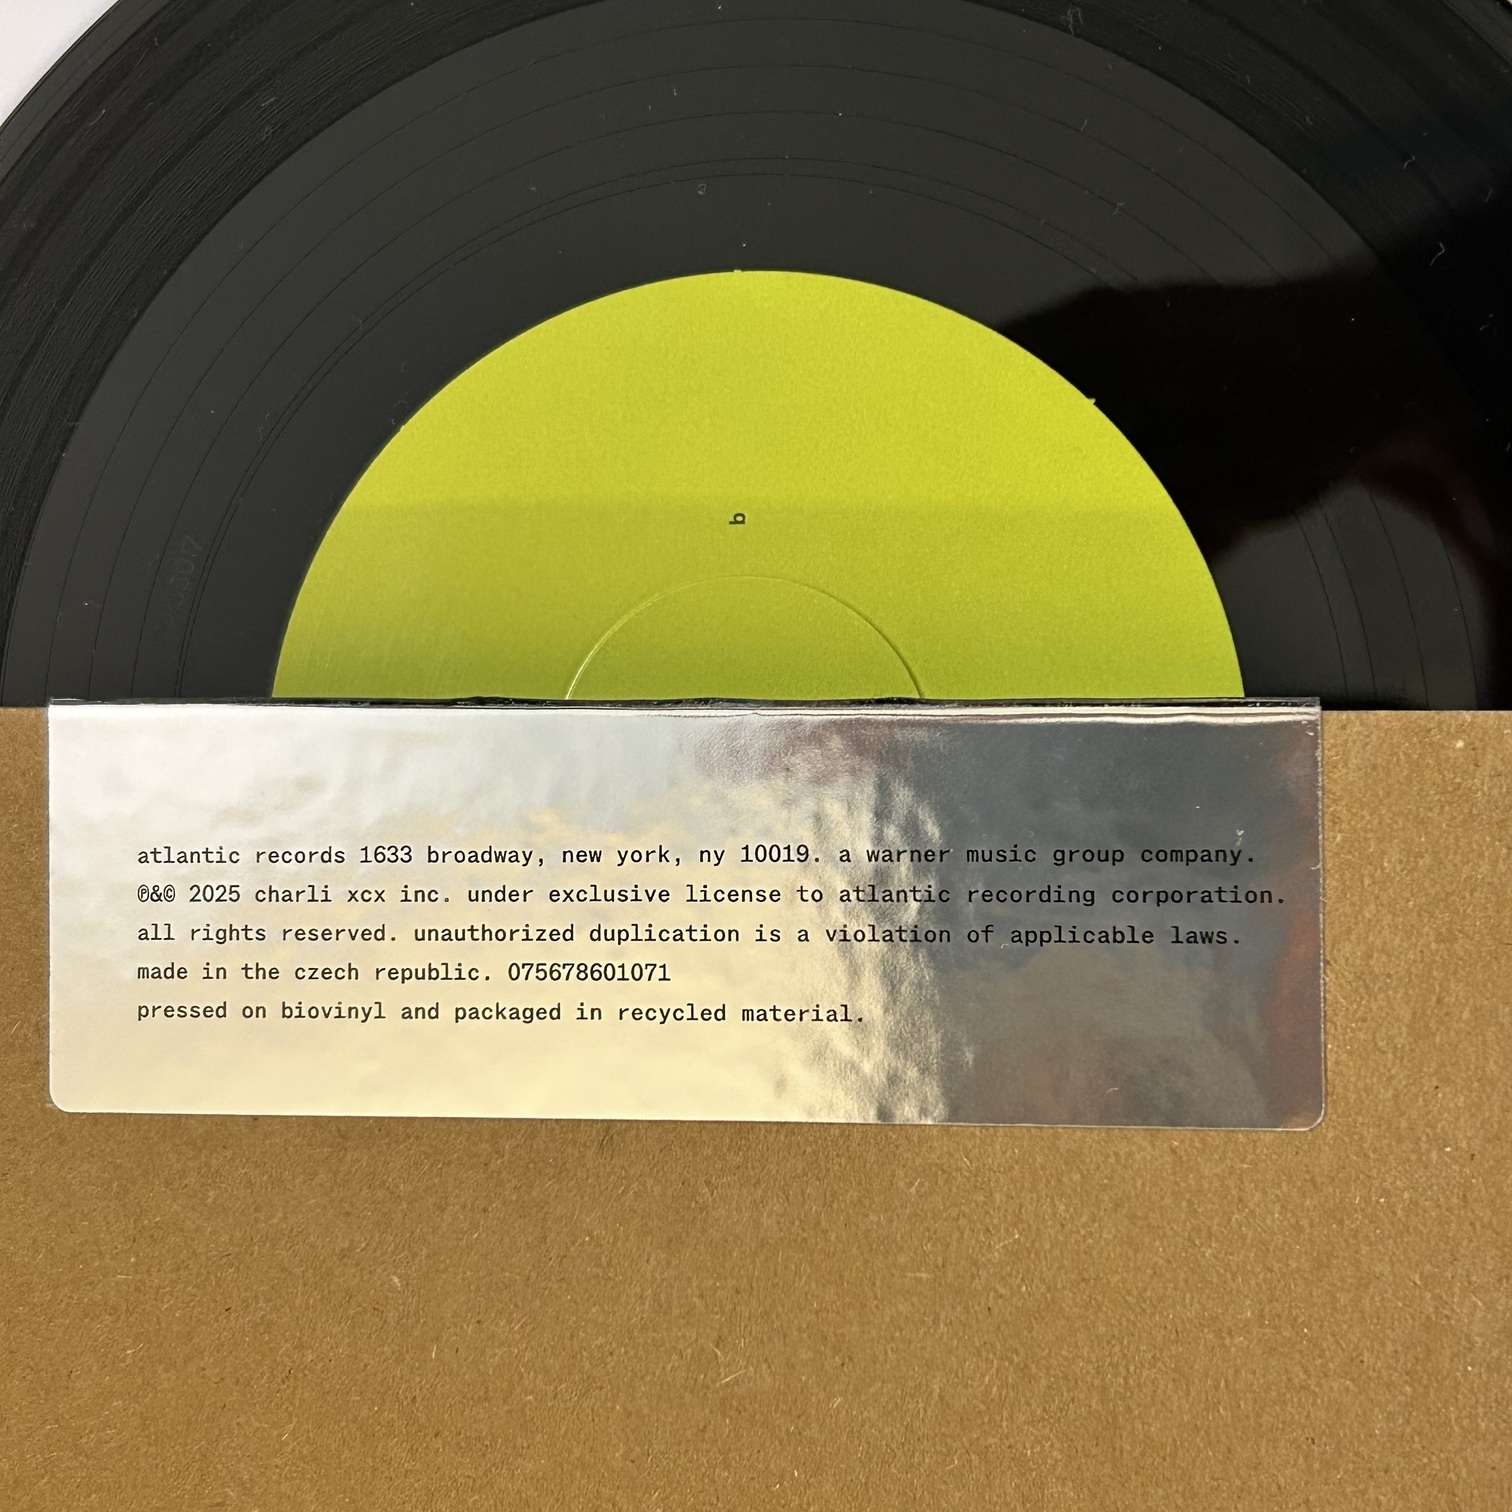 b
atlantic records 1633 broadway, new york, ny 10019. a warner music group company.
℗&© 2025 charli xcx inc. under exclusive license to atlantic recording corporation.
all rights reserved. unauthorized duplication is a violation of applicable laws.
made in the czech republic. 075678601071
pressed on biovinyl and packaged in recycled material.